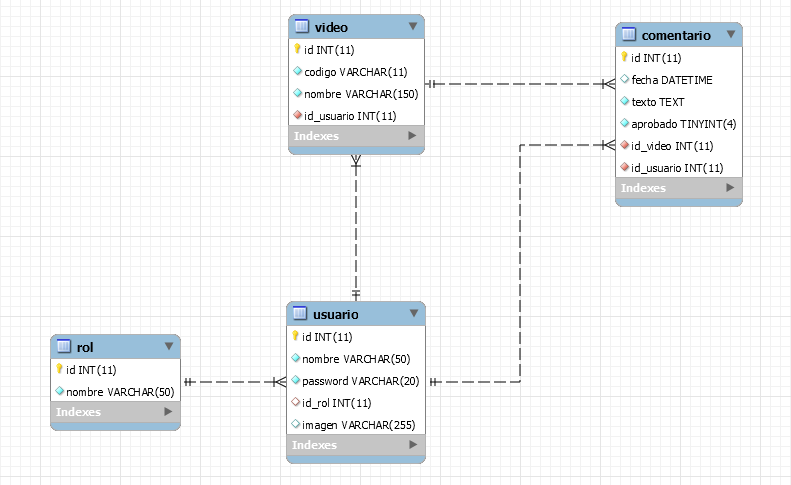 video
id INT(11)
codigo VARCHAR(11)
nombre VARCHAR(150)
id_usuario INT(11)
Indexes
comentario
id INT(11)
fecha DATETIME
texto TEXT
aprobado TINYINT(4)
id_video INT(11)
id_usuario INT(11)
Indexes
rol
id INT(11)
nombre VARCHAR(50)
Indexes
usuario
id INT(11)
nombre VARCHAR(50)
password VARCHAR(20)
id_rol INT(11)
imagen VARCHAR(255)
Indexes